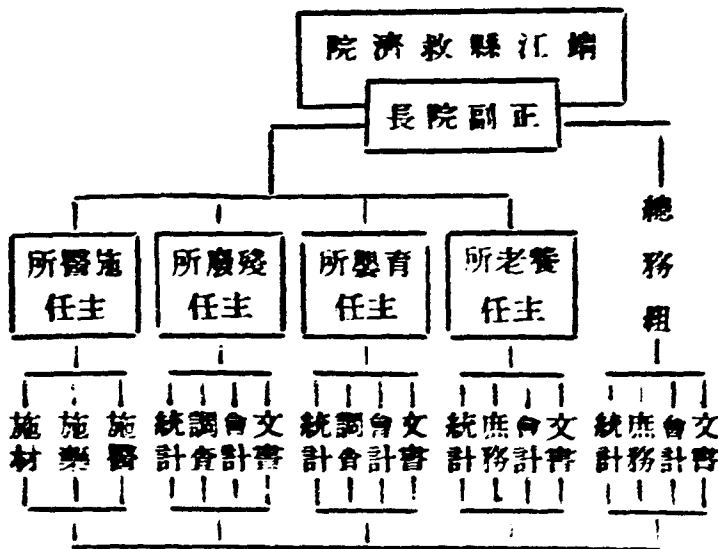 靖江縣救濟院
正副院長
總務組
養老所
主任
育嬰所
主任
殘廢所
主任
施醫所
主任
文書
會計
庶務
統計
文書
會計
庶務
統計
文書
會計
調查
統計
文書
會計
調查
統計
施醫
施藥
施材